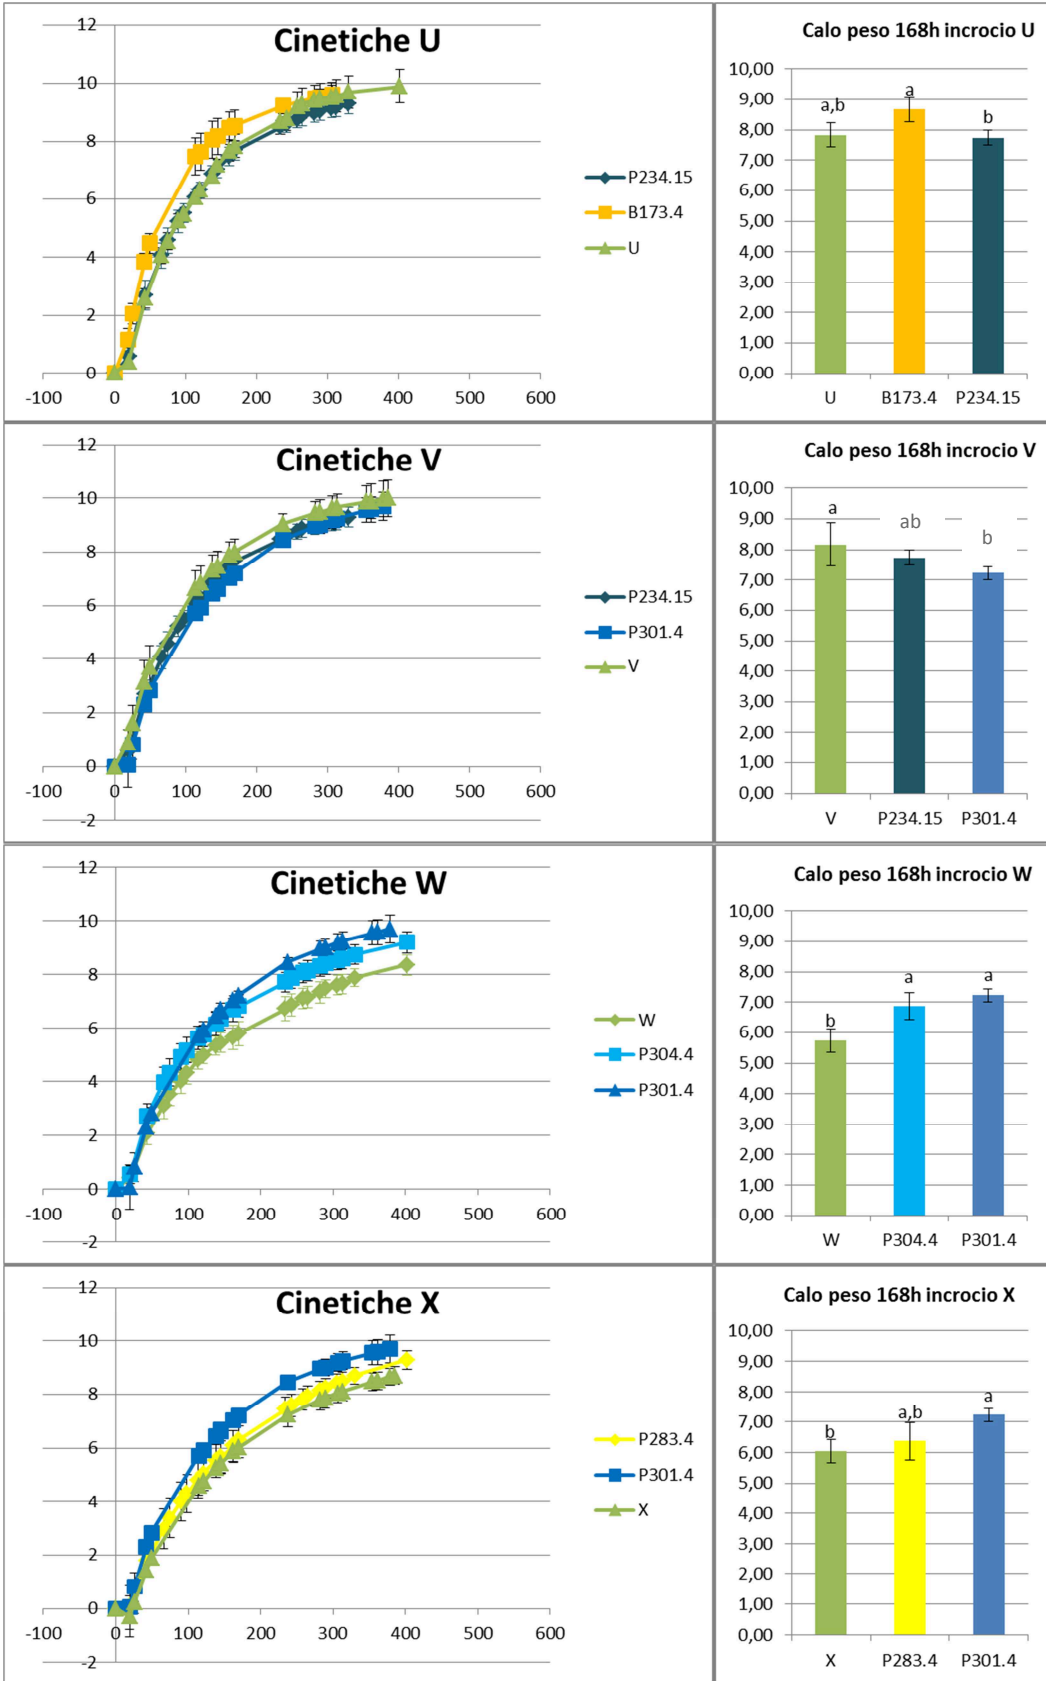 Cinetiche U
12
10
8
6
4
2
0
-100 0 100 200 300 400 500 600
P234.15
B173.4
U
Calo peso 168h incrocio U
10,00
9,00
8,00
7,00
6,00
5,00
4,00
3,00
2,00
1,00
0,00
a,b a b
U B173.4 P234.15
Cinetiche V
12
10
8
6
4
2
0
-100 0 100 200 300 400 500 600
-2
P234.15
P301.4
V
Calo peso 168h incrocio V
10,00
9,00
8,00
7,00
6,00
5,00
4,00
3,00
2,00
1,00
0,00
a ab b
V P234.15 P301.4
Cinetiche W
12
10
8
6
4
2
0
-100 0 100 200 300 400 500 600
-2
W
P304.4
P301.4
Calo peso 168h incrocio W
10,00
9,00
8,00
7,00
6,00
5,00
4,00
3,00
2,00
1,00
0,00
b a a
W P304.4 P301.4
Cinetiche X
12
10
8
6
4
2
0
-100 0 100 200 300 400 500 600
-2
P283.4
P301.4
X
Calo peso 168h incrocio X
10,00
9,00
8,00
7,00
6,00
5,00
4,00
3,00
2,00
1,00
0,00
b a,b a
X P283.4 P301.4